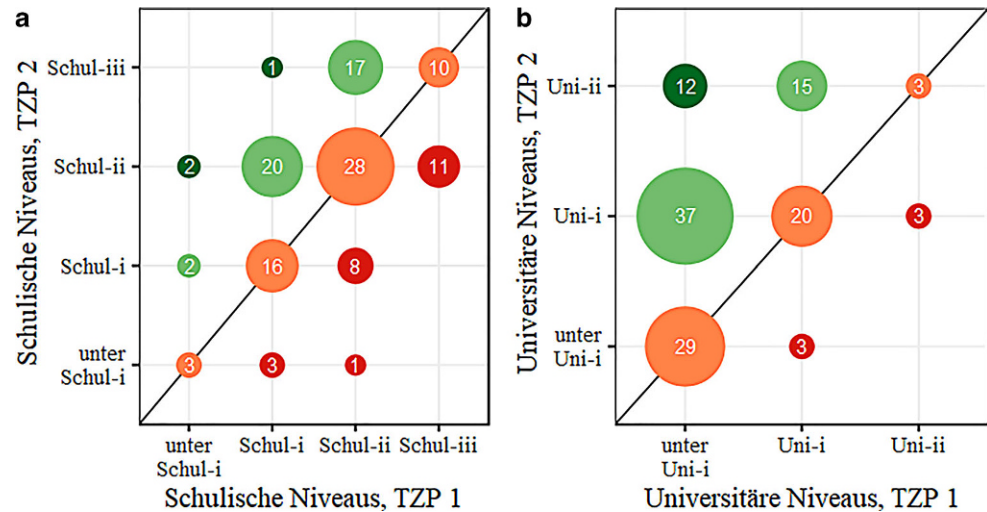 a
Schulische Niveaus, TZP 2
Schul-iii
Schul-ii
Schul-i
unter
Schul-i
1
17
10
2
20
28
11
2
16
8
3
3
1
unter
Schul-i
Schul-i
Schul-ii
Schul-iii
Schulische Niveaus, TZP 1
b
Universitäre Niveaus, TZP 2
Uni-ii
Uni-i
unter
Uni-i
12
15
3
37
20
3
29
3
unter
Uni-i
Uni-i
Uni-ii
Universitäre Niveaus, TZP 1